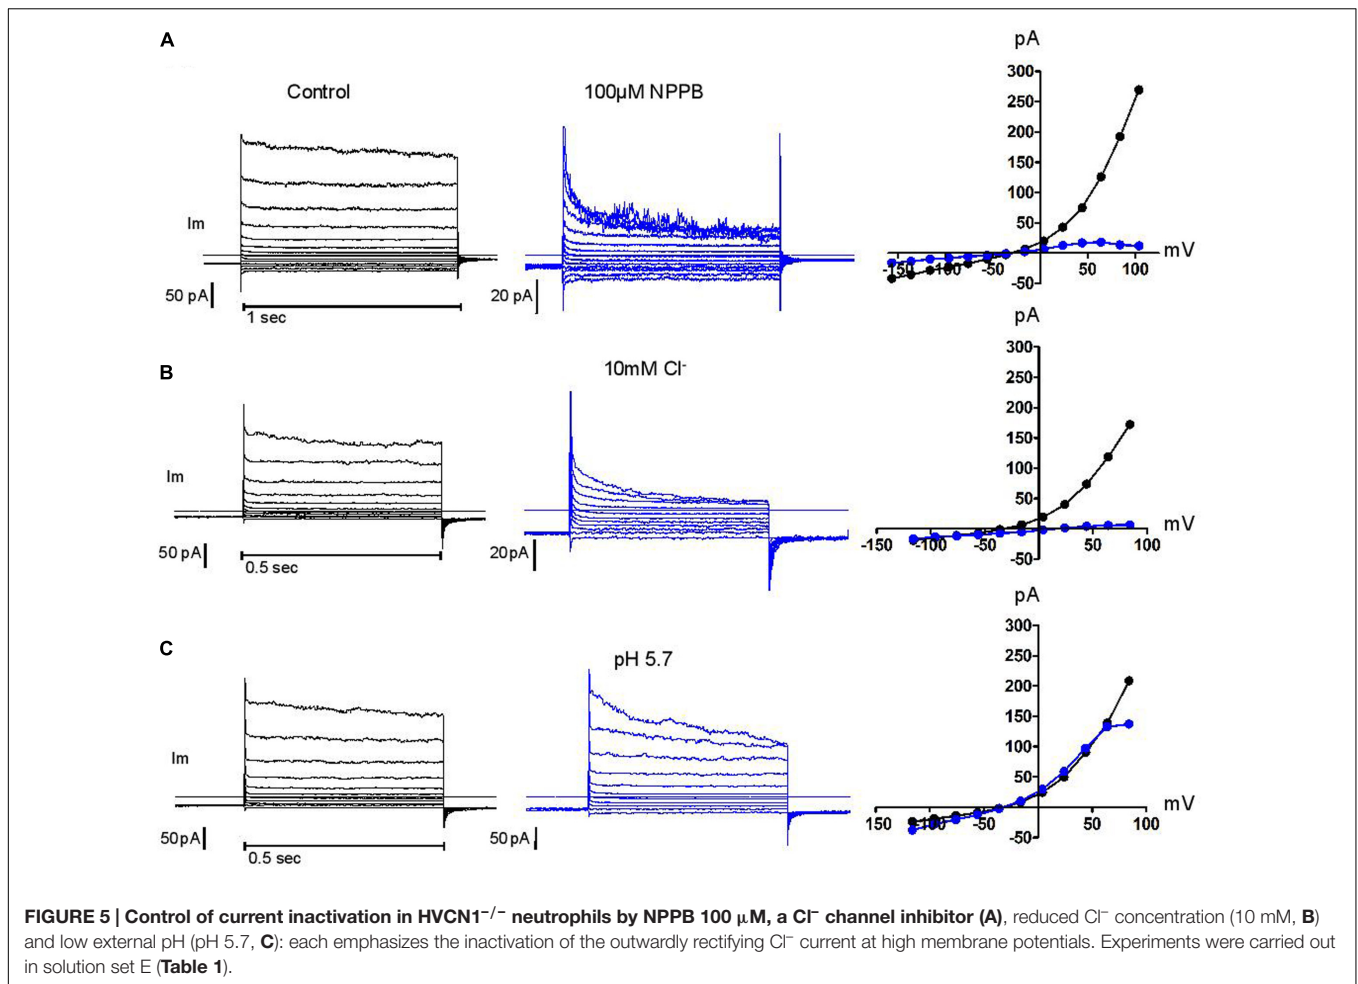 A
pA
Control
100µM NPPB
300
250
200
150
100
50
-50
-150
-100
-50
50
100
mV
Im
50 pA
1 sec
20 pA
pA
B
10mM Cl-
300
250
200
150
100
50
-50
-150
-100
-50
50
100
mV
Im
50 pA
0.5 sec
20pA
pA
C
pH 5.7
300
250
200
150
100
50
-50
150
-100
-50
50
100
mV
Im
50pA
0.5 sec
50pA
FIGURE 5 | Control of current inactivation in HVCN1−/− neutrophils by NPPB 100 µM, a Cl− channel inhibitor (A), reduced Cl− concentration (10 mM, B)
and low external pH (pH 5.7, C): each emphasizes the inactivation of the outwardly rectifying Cl− current at high membrane potentials. Experiments were carried out
in solution set E (Table 1).